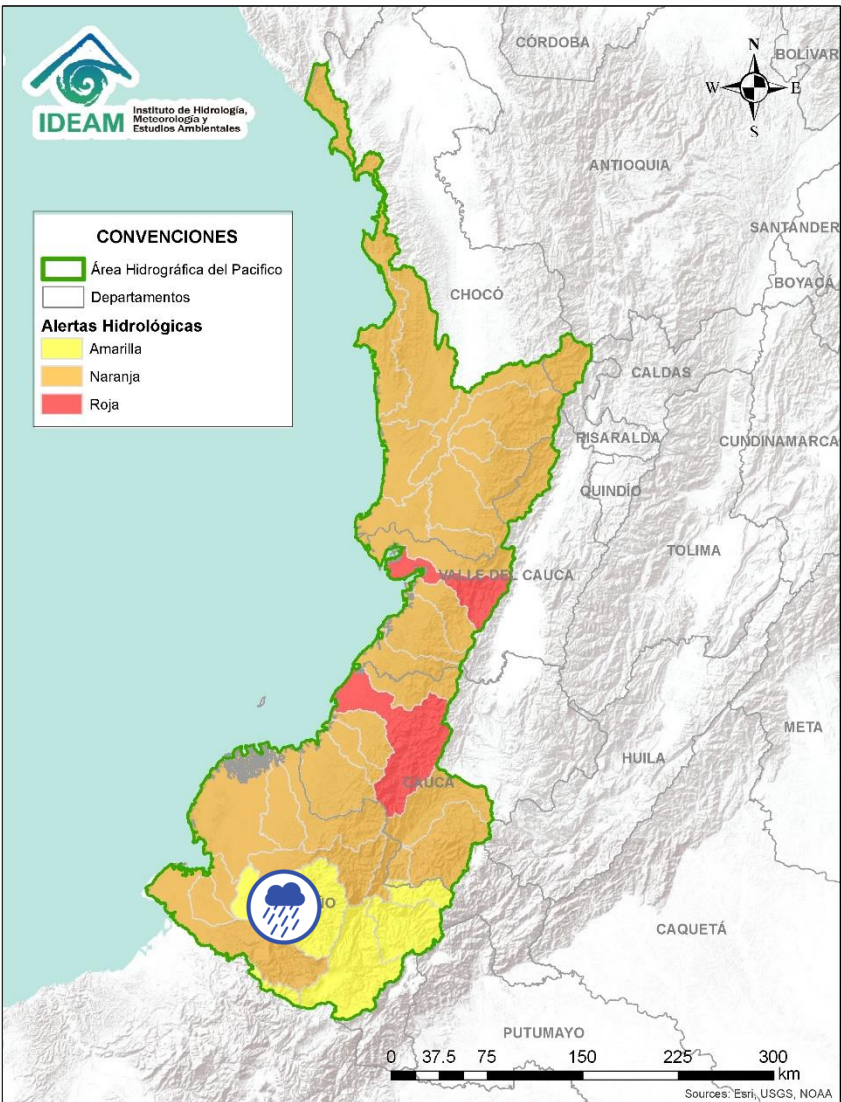 IDEAM
Instituto de Hidrología,
Meteorología y
Estudios Ambientales
N
W
E
S
CÓRDOBA
BOLIVAR
ANTIOQUIA
SANTANDER
BOYACÁ
CHOCÓ
CONVENCIONES
Área Hidrográfica del Pacifico
Departamentos
Alertas Hidrológicas
Amarilla
Naranja
Roja
CALDAS
RISARALDA
CUNDINAMARCA
QUINDÍO
TOLIMA
VALLE DEL CAUCA
META
HUILA
CAUCA
CAQUETÁ
PUTUMAYO
0 37.5 75 150 225 300
km
Sources: Esri, USGS, NOAA